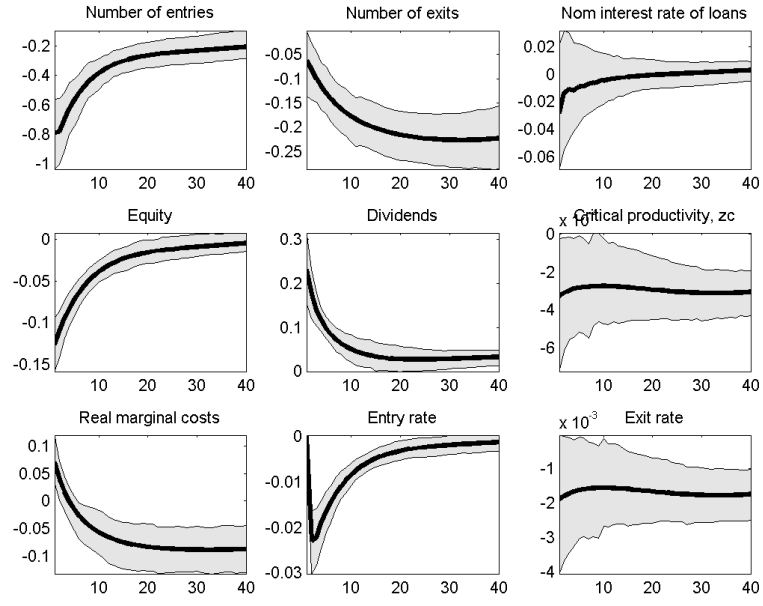 Number of entries
-0.2
-0.4
-0.6
-0.8
-1
10 20 30 40
Number of exits
-0.05
-0.1
-0.15
-0.2
-0.25
10 20 30 40
Nom interest rate of loans
0.02
0
-0.02
-0.04
-0.06
10 20 30 40
Equity
0
-0.05
-0.1
-0.15
10 20 30 40
Dividends
0.3
0.2
0.1
0
10 20 30 40
x 10
Critical productivity, zc
0
-2
-4
-6
10 20 30 40
Real marginal costs
0.1
0.05
0
-0.05
-0.1
10 20 30 40
Entry rate
0
-0.01
-0.02
-0.03
10 20 30 40
x 10^-3
Exit rate
-1
-2
-3
-4
10 20 30 40